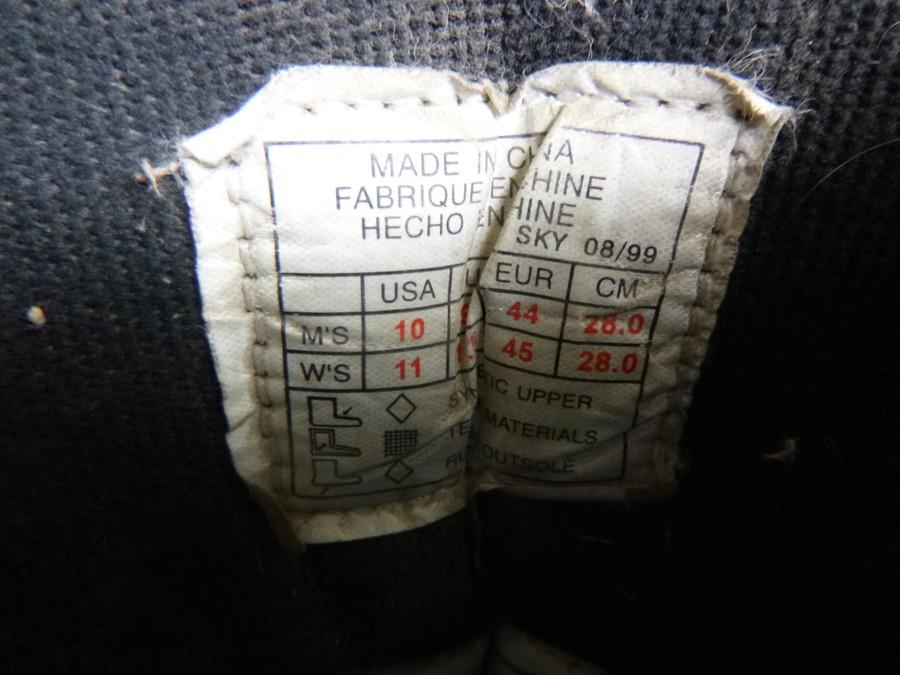 MADE IN CHINA
FABRIQUE EN CHINE
HECHO EN CHINE
SKY 08/99
USA U EUR CM
M'S 10 9 44 28.0
W'S 11 45 28.0
UPPER
MATERIALS
OUTSOLE